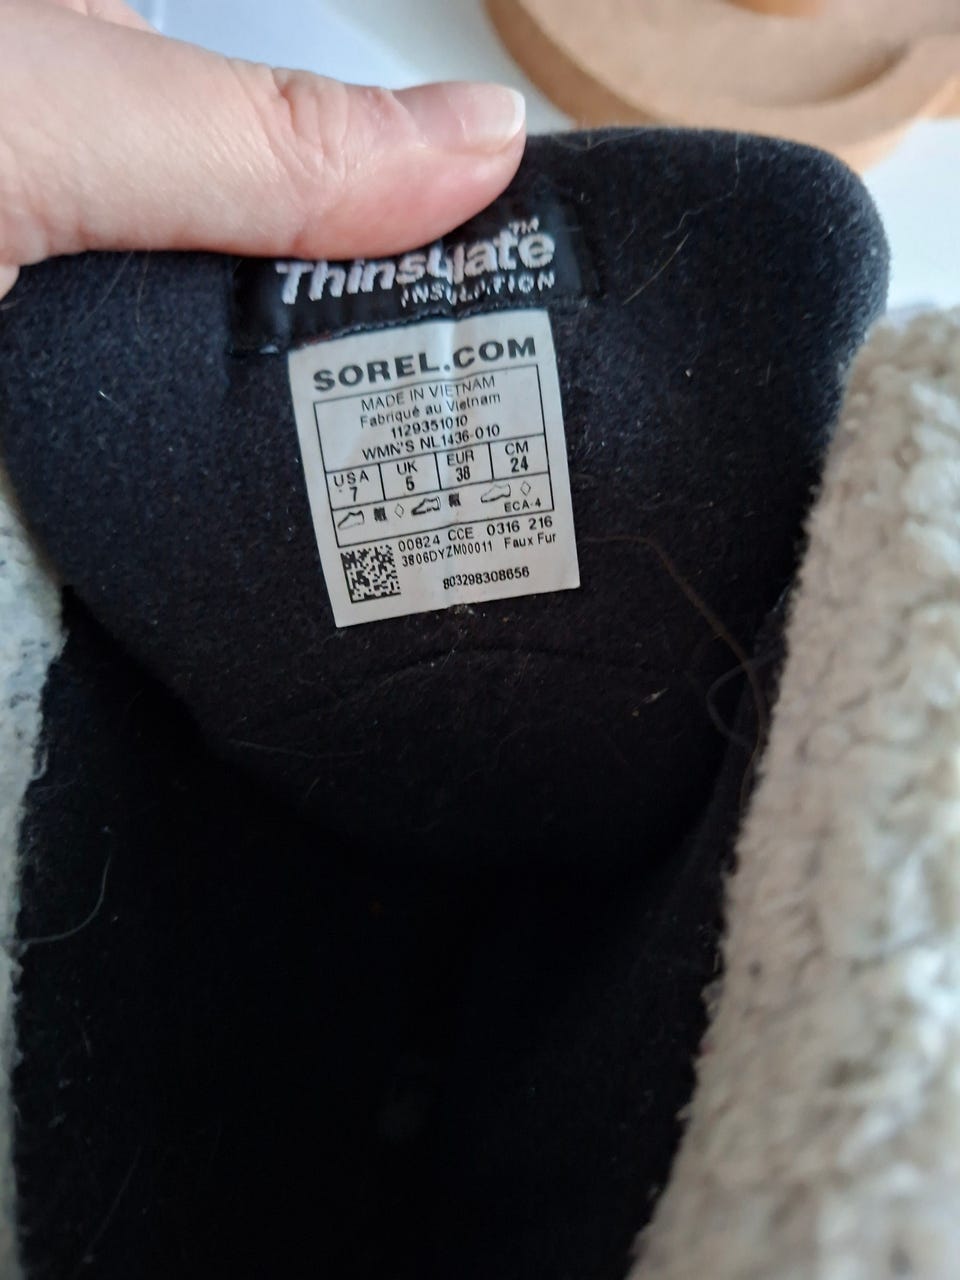 Thinsulate™
INSULATION
SOREL.COM
MADE IN VIETNAM
Fabriqué au Vietnam
1129351010
WMN'S NL1436-010
USA UK EUR CM
7 5 38 24
ECA-4
00824 CCE 0316 216
3806DYZM00011 Faux Fur
803298308656